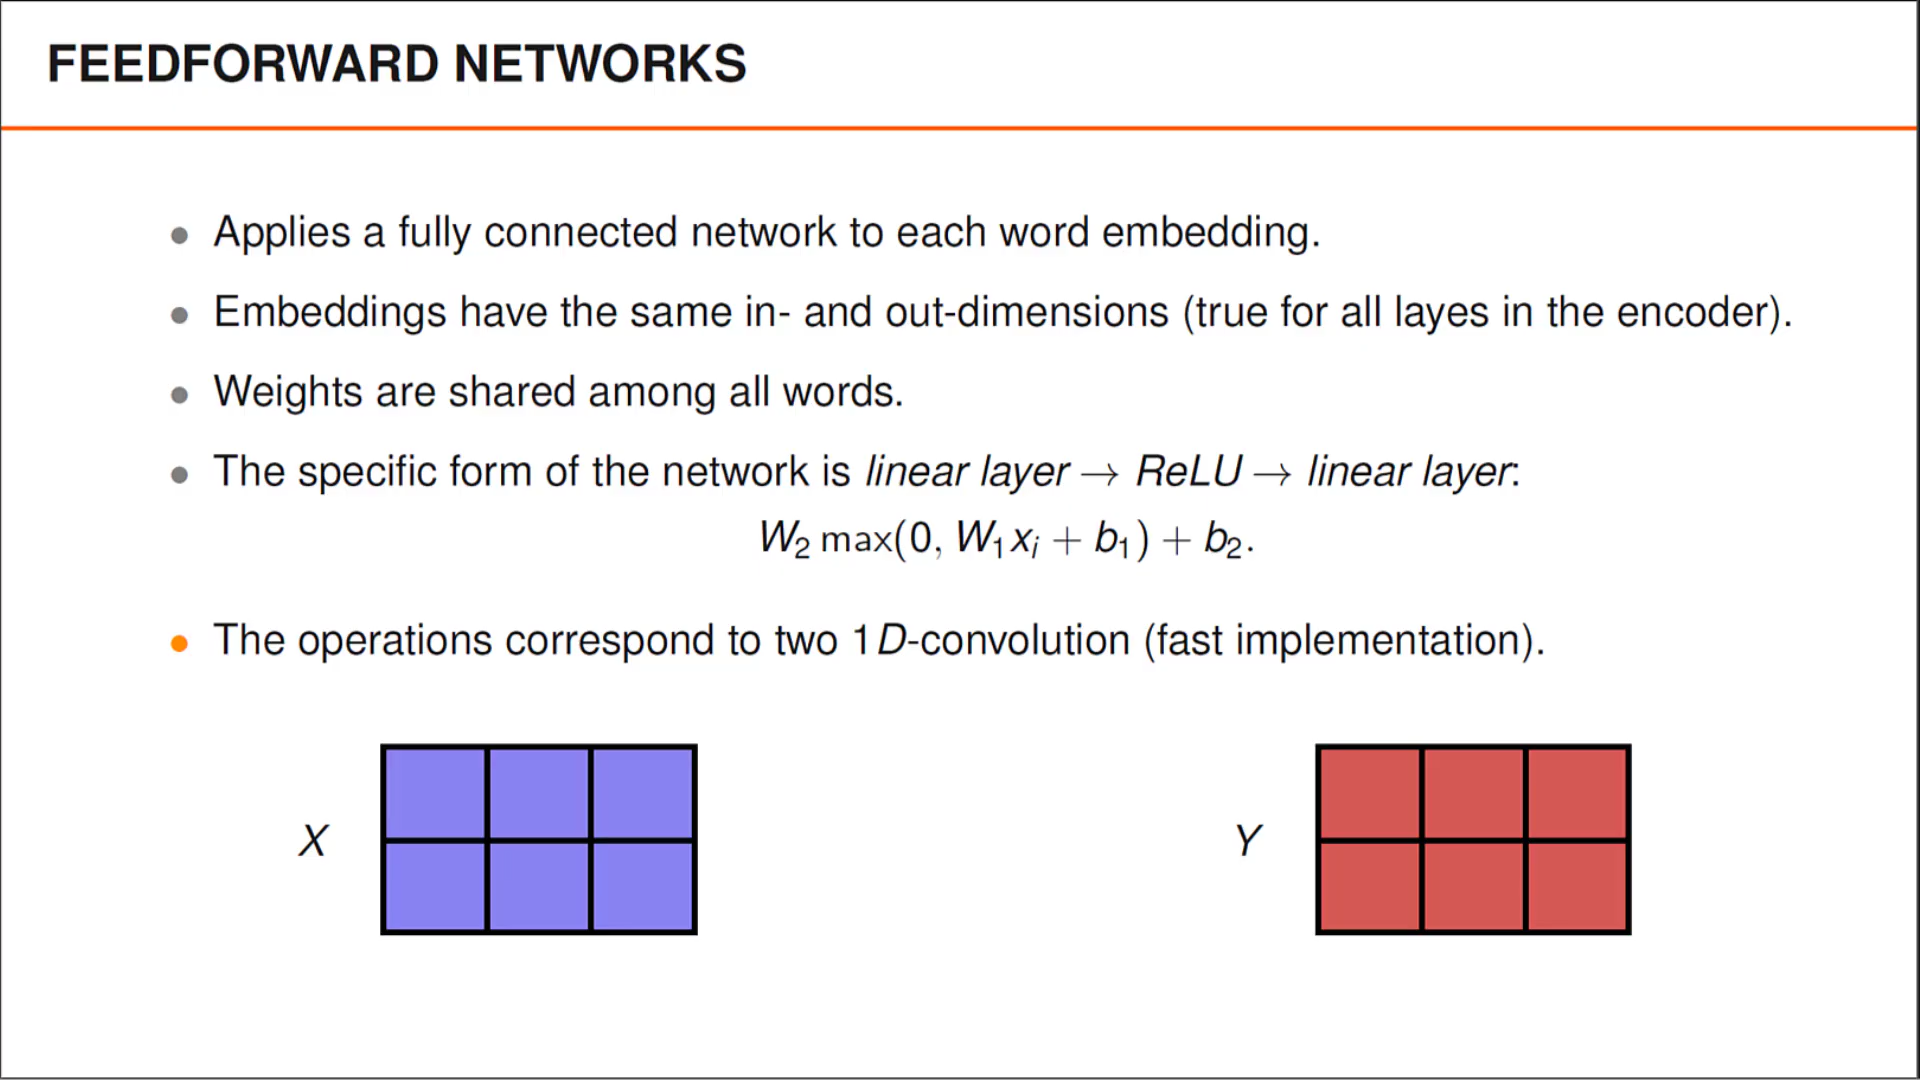 FEEDFORWARD NETWORKS
• Applies a fully connected network to each word embedding.
• Embeddings have the same in- and out-dimensions (true for all layes in the encoder).
• Weights are shared among all words.
• The specific form of the network is linear layer → ReLU → linear layer:
W₂ max(0, W₁xᵢ + b₁) + b₂.
• The operations correspond to two 1D-convolution (fast implementation).
X
Y